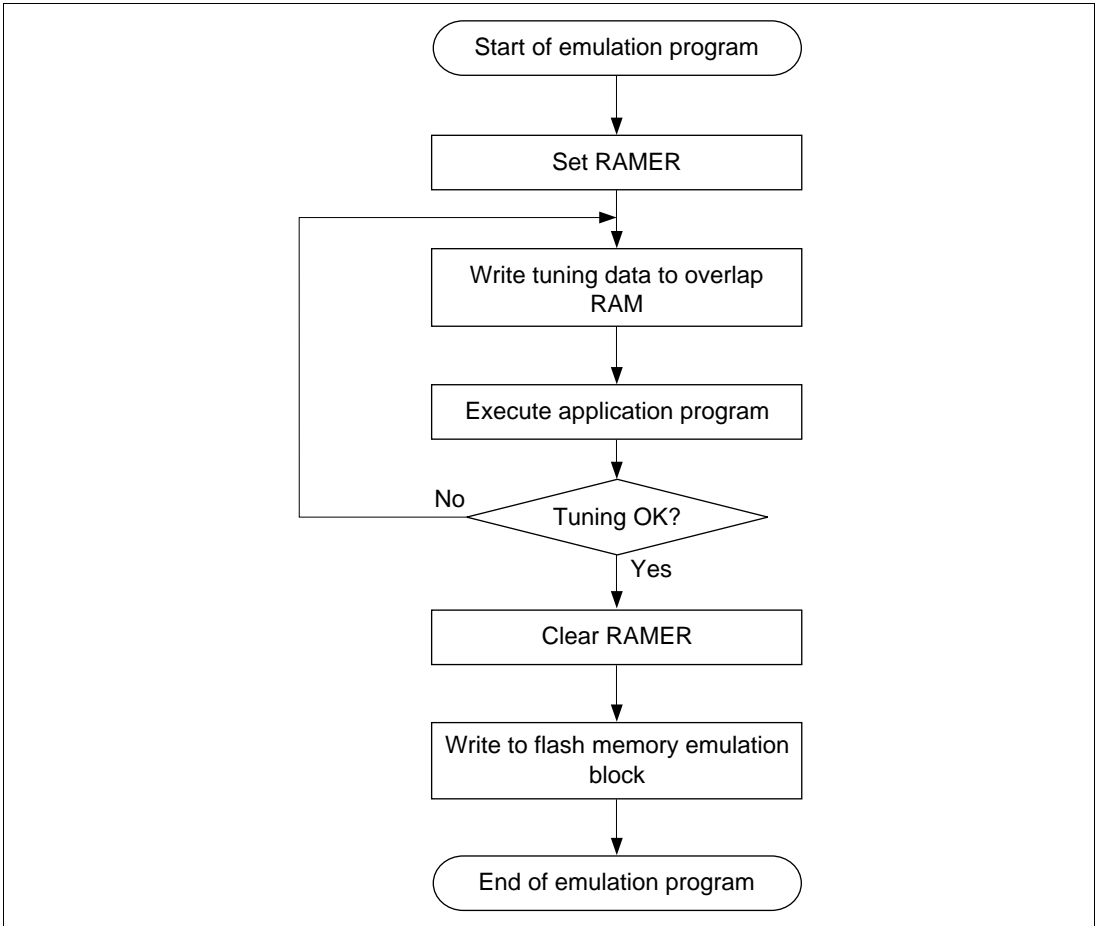 Start of emulation program
Set RAMER
Write tuning data to overlap
RAM
Execute application program
No
Tuning OK?
Yes
Clear RAMER
Write to flash memory emulation
block
End of emulation program